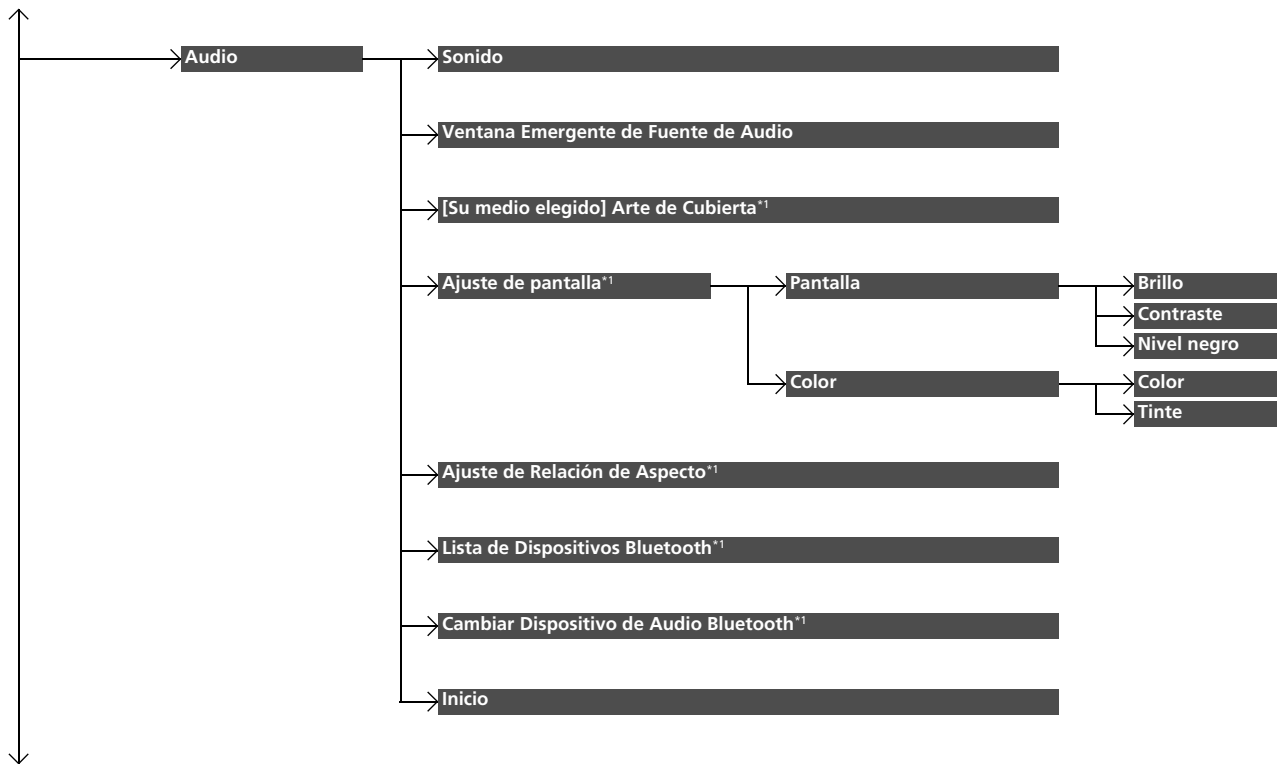 Audio
Sonido
Ventana Emergente de Fuente de Audio
[Su medio elegido] Arte de Cubierta*1
Ajuste de pantalla*1
Pantalla
Brillo
Contraste
Nivel negro
Color
Color
Tinte
Ajuste de Relación de Aspecto*1
Lista de Dispositivos Bluetooth*1
Cambiar Dispositivo de Audio Bluetooth*1
Inicio